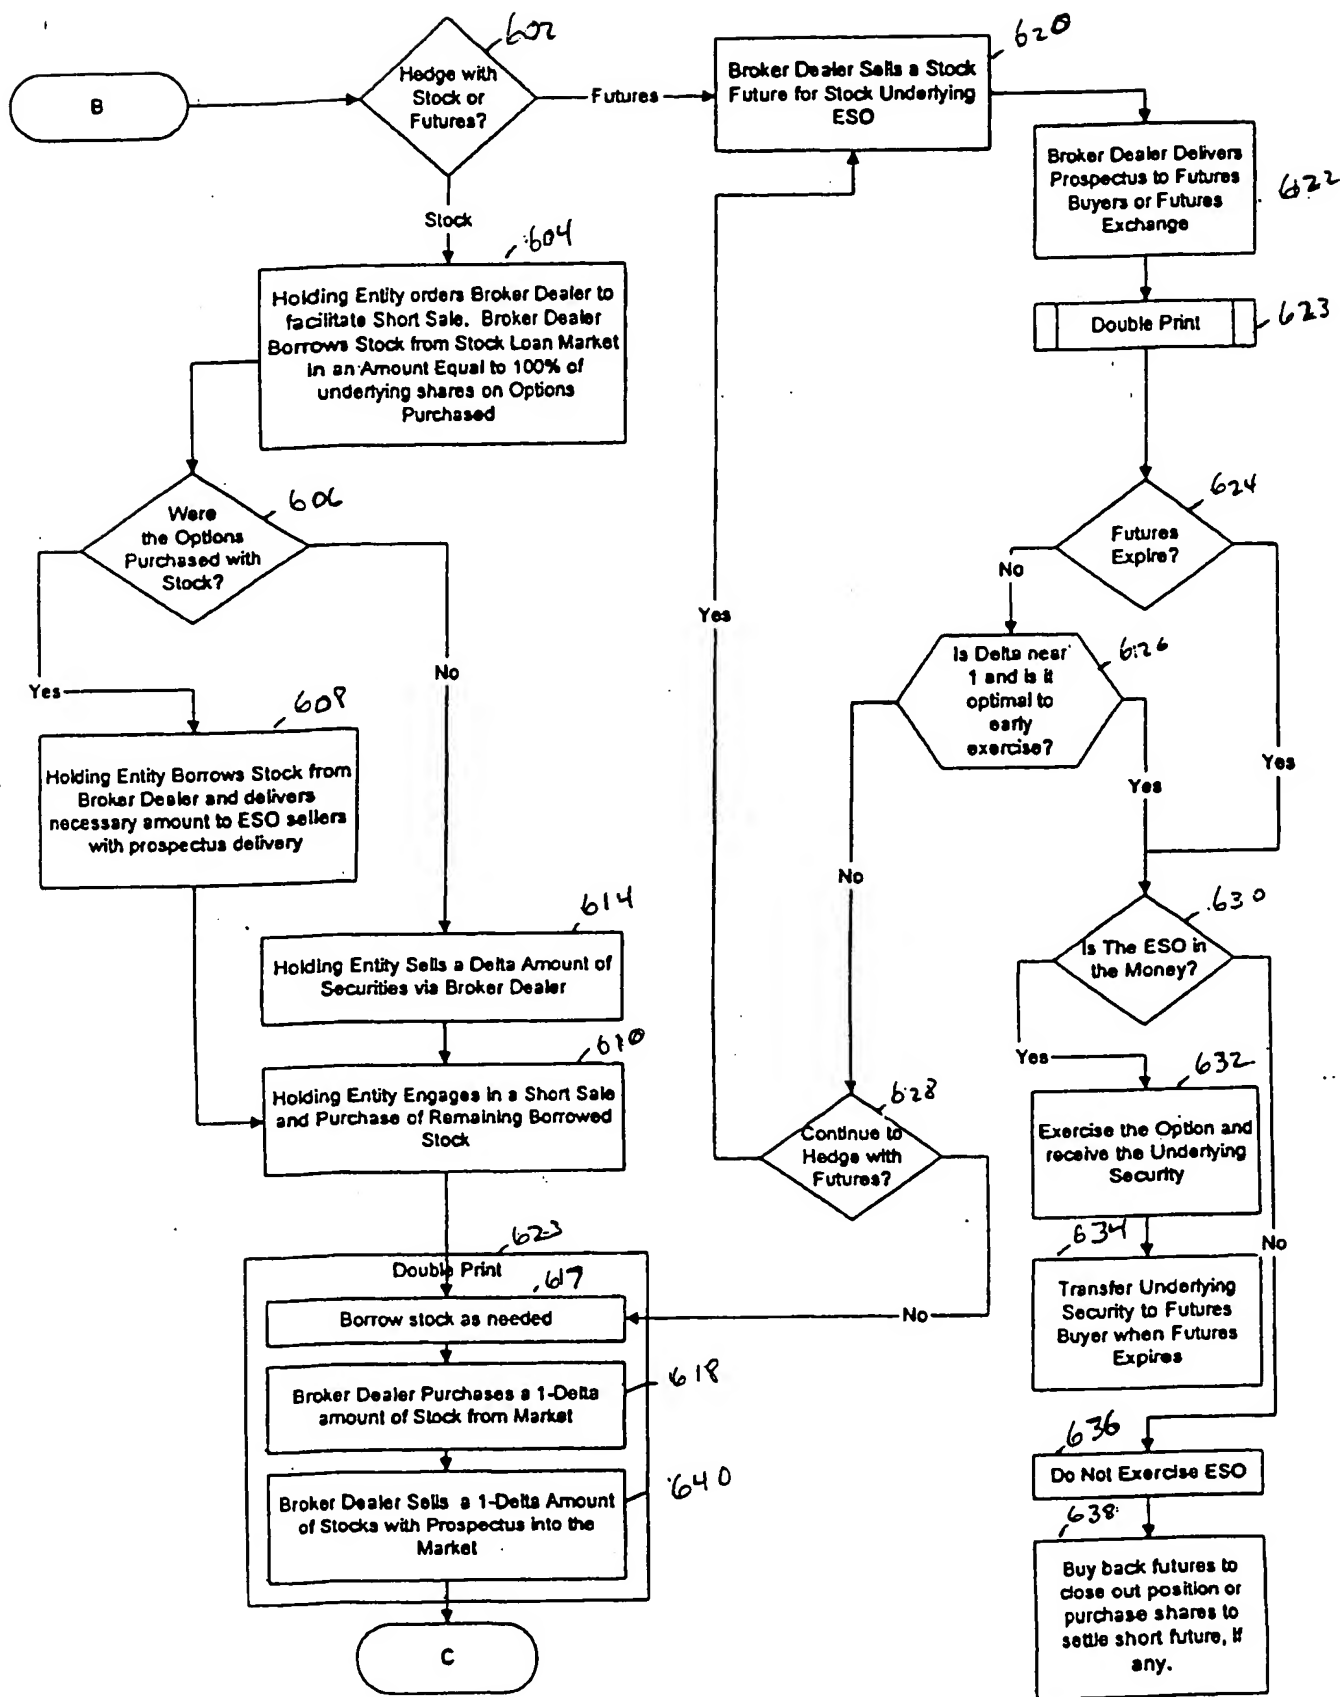 602
B
Hedge with
Stock or
Futures?
Futures
620
Broker Dealer Sells a Stock
Future for Stock Underlying
ESO
Broker Dealer Delivers
Prospectus to Futures
Buyers or Futures
Exchange
622
Stock
604
Holding Entity orders Broker Dealer to
facilitate Short Sale. Broker Dealer
Borrows Stock from Stock Loan Market
in an Amount Equal to 100% of
underlying shares on Options
Purchased
Double Print
623
606
Were
the Options
Purchased with
Stock?
624
Futures
Expire?
No
Yes
626
Is Delta near
1 and is it
optimal to
early
exercise?
Yes
No
608
Yes
Yes
Holding Entity Borrows Stock from
Broker Dealer and delivers
necessary amount to ESO sellers
with prospectus delivery
No
614
Holding Entity Sells a Delta Amount of
Securities via Broker Dealer
630
Is The ESO in
the Money?
610
Holding Entity Engages in a Short Sale
and Purchase of Remaining Borrowed
Stock
628
Continue to
Hedge with
Futures?
Yes
632
Exercise the Option and
receive the Underlying
Security
No
634
Transfer Underlying
Security to Futures
Buyer when Futures
Expires
623
Double Print
617
Borrow stock as needed
No
Broker Dealer Purchases a 1-Delta
amount of Stock from Market
618
Broker Dealer Sells a 1-Delta Amount
of Stocks with Prospectus into the
Market
640
636
Do Not Exercise ESO
638
Buy back futures to
close out position or
purchase shares to
settle short future, if
any.
C